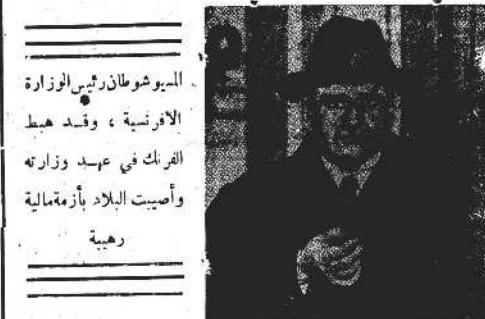 المسيو شوطان رئيس الوزارة
الافرنسية ، وقد هبط
الفرنك في عهد وزارته
وأصيبت البلاد بأزمة مالية
رهيبة